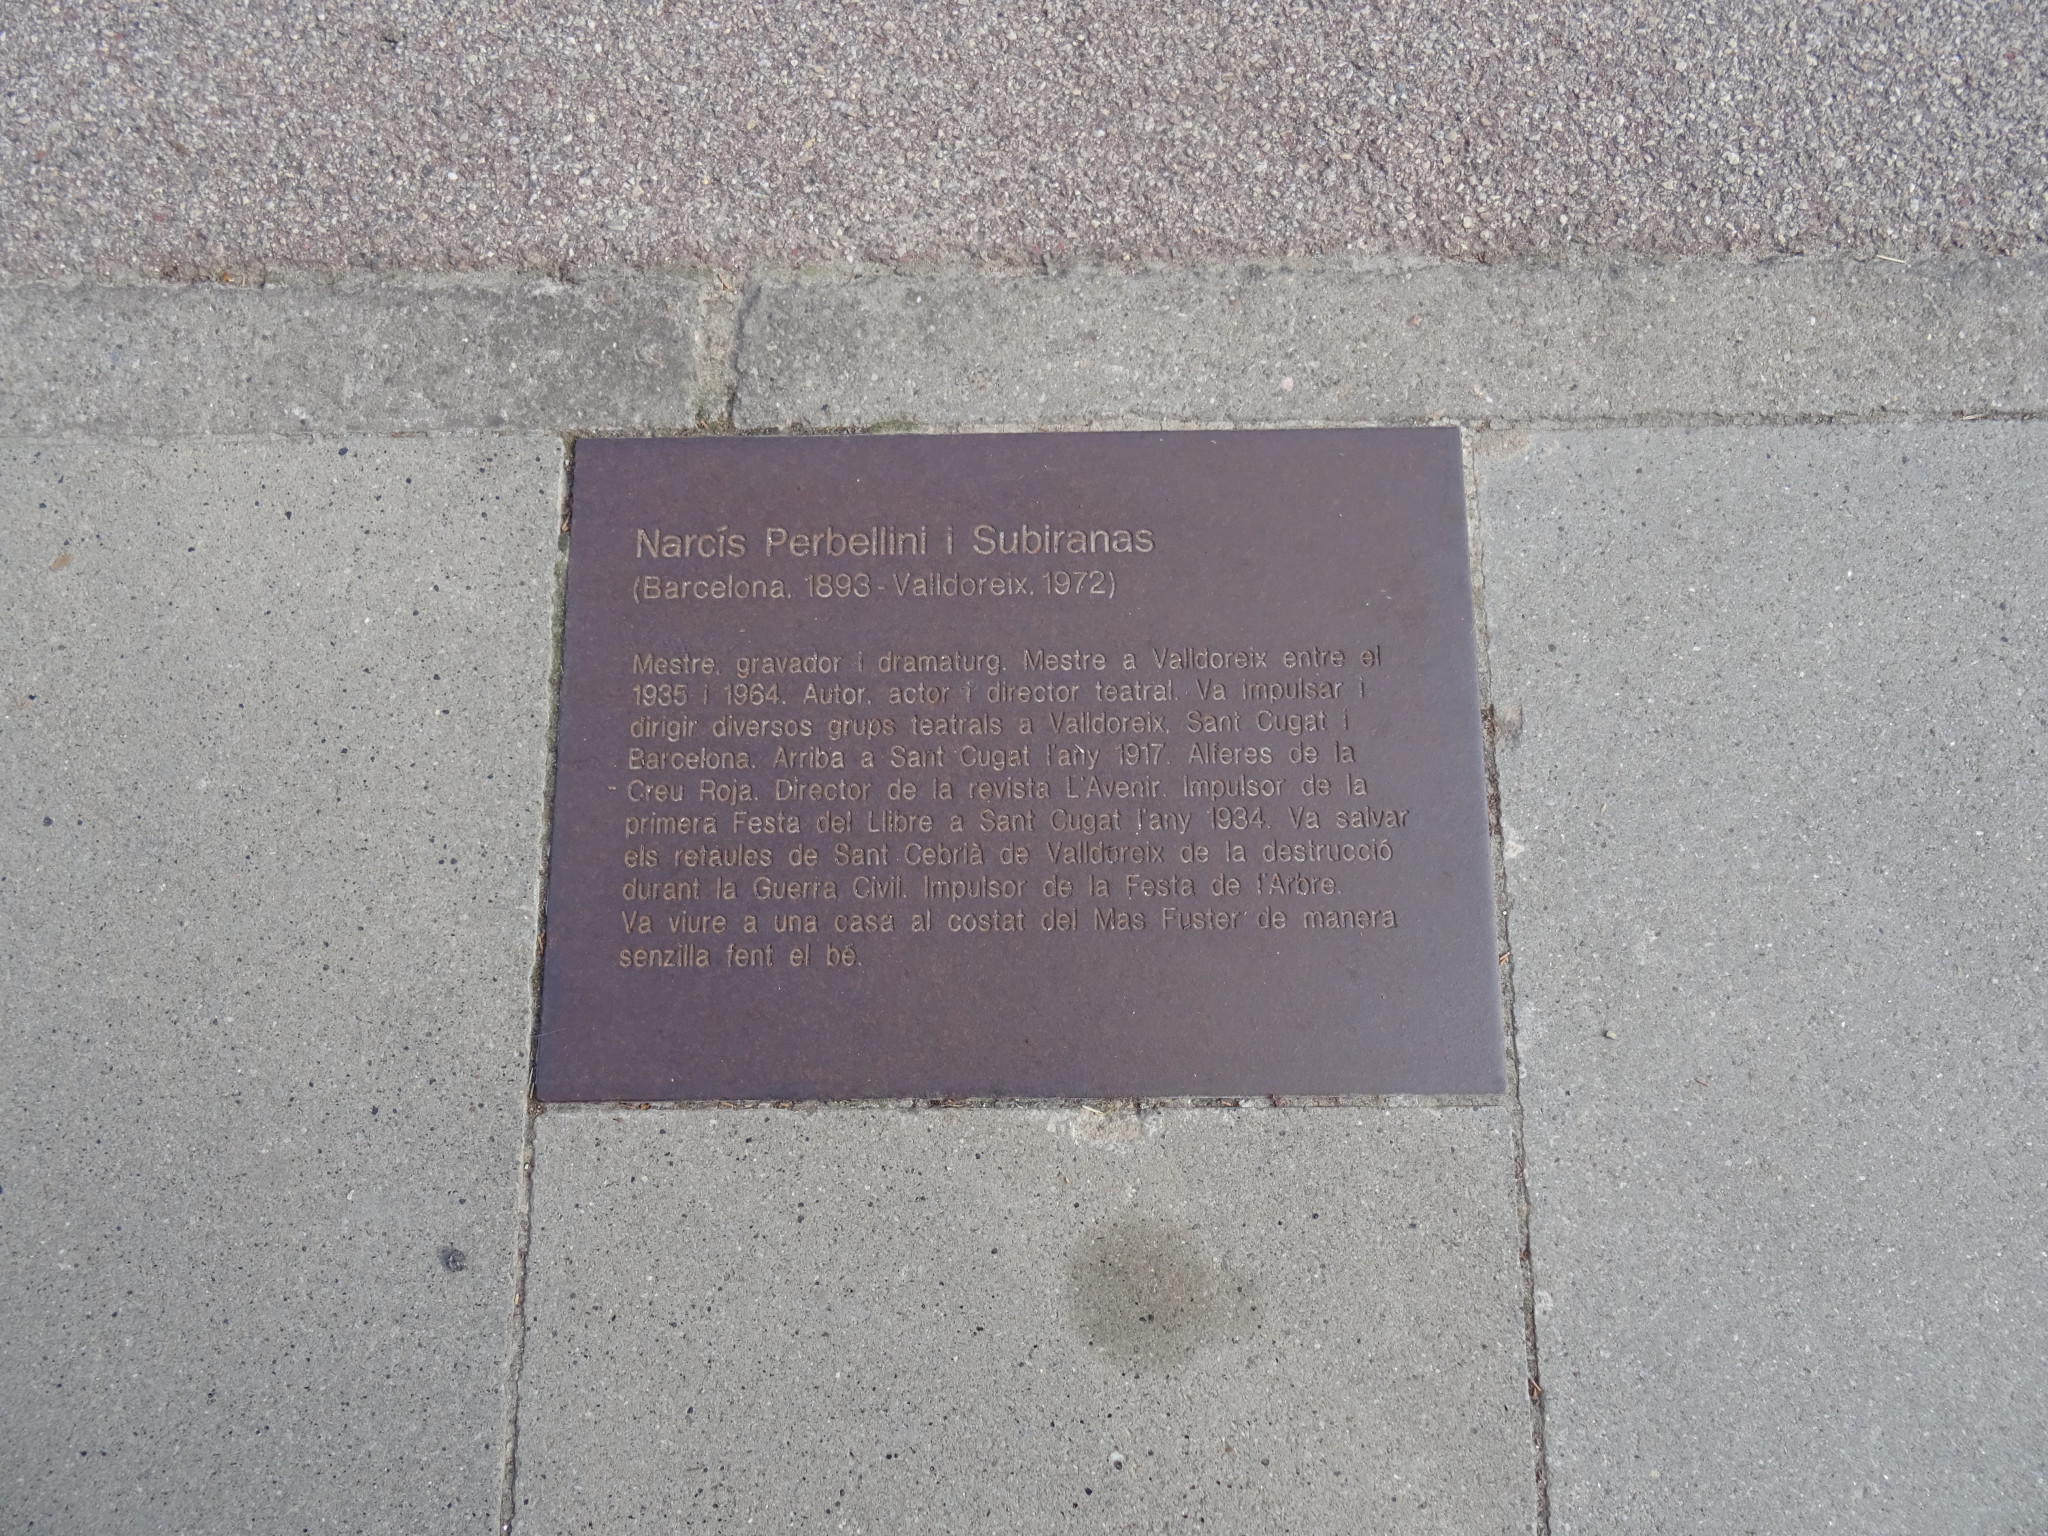 Narcís Perbellini i Subiranas
(Barcelona, 1893 - Valldoreix, 1972)
Mestre, gravador i dramaturg. Mestre a Valldoreix entre el
1935 i 1964. Autor, actor i director teatral. Va impulsar i
dirigir diversos grups teatrals a Valldoreix, Sant Cugat i
Barcelona. Arriba a Sant Cugat l'any 1917. Alferes de la
Creu Roja. Director de la revista L'Avenir. Impulsor de la
primera Festa del Llibre a Sant Cugat l'any 1934. Va salvar
els retaules de Sant Cebrià de Valldoreix de la destrucció
durant la Guerra Civil. Impulsor de la Festa de l'Arbre.
Va viure a una casa al costat del Mas Fuster de manera
senzilla fent el bé.